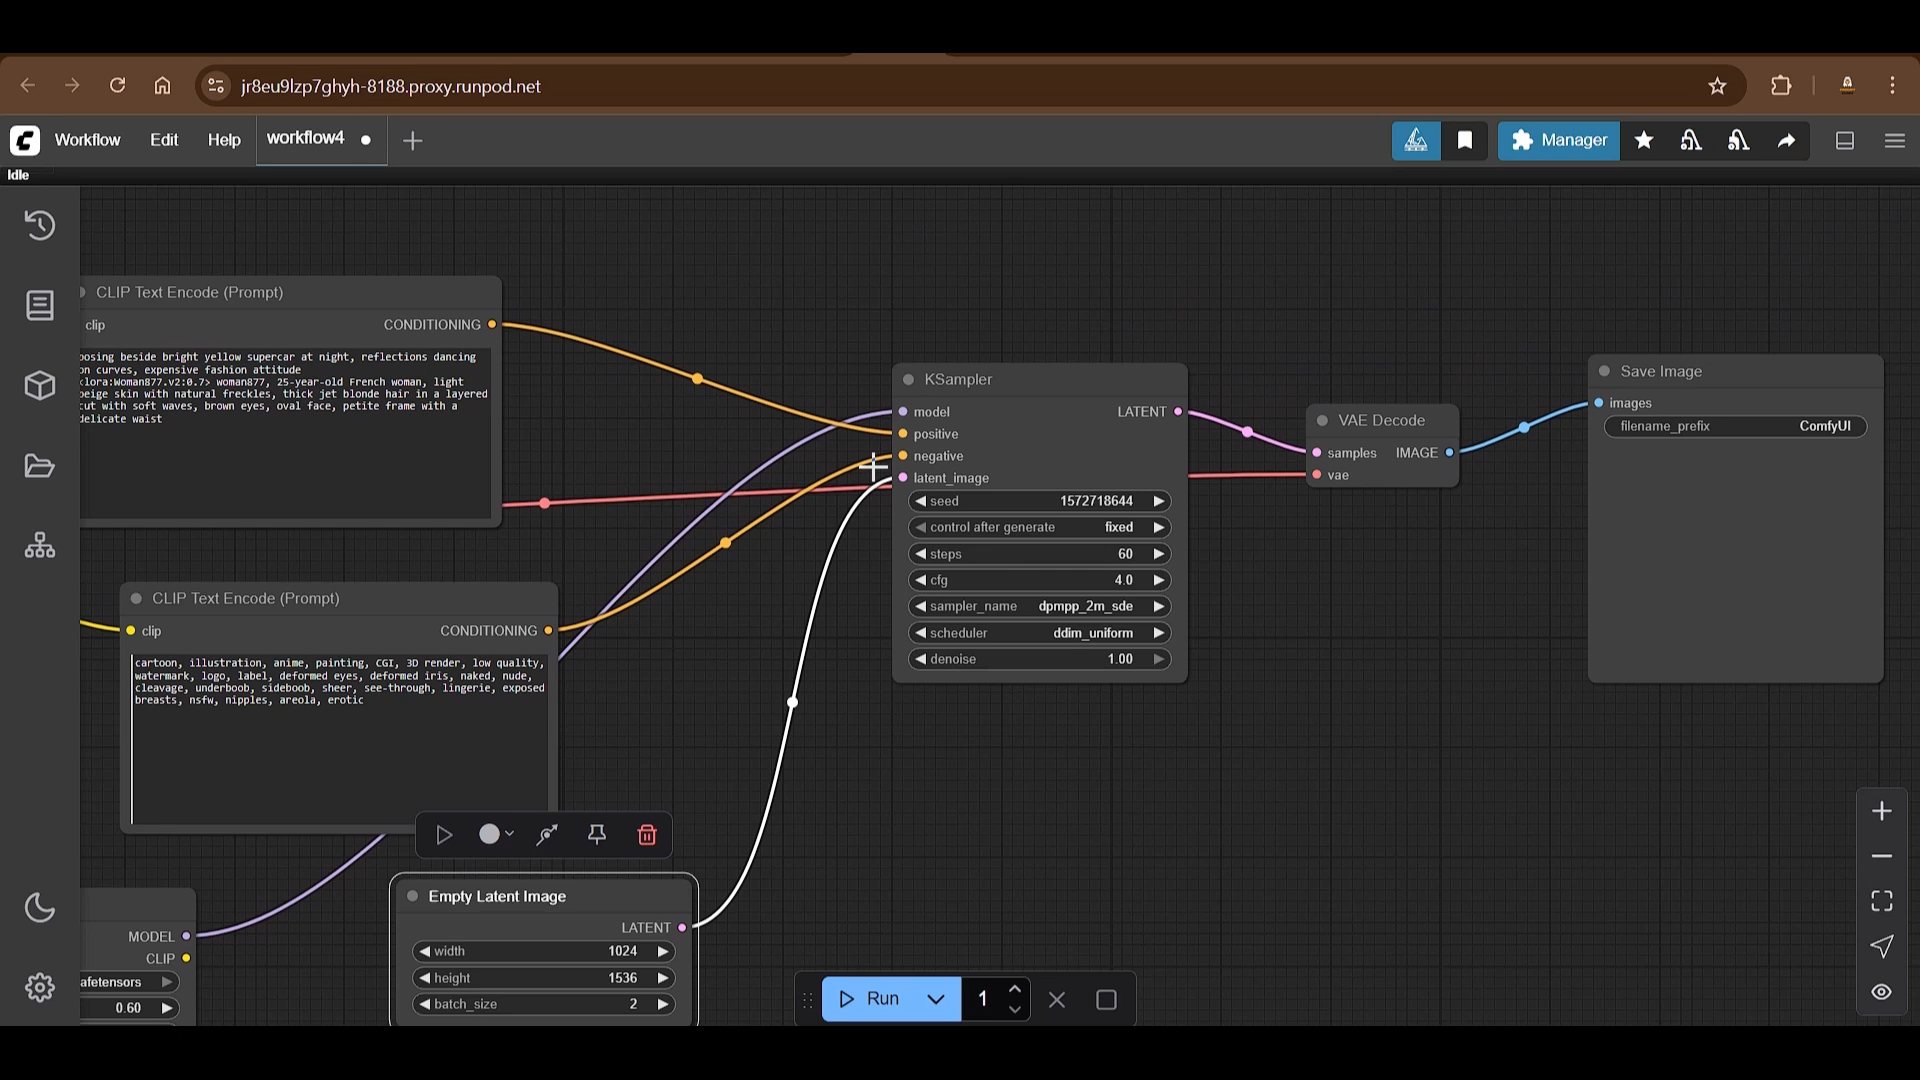 jr8eu9lzp7ghyh-8188.proxy.runpod.net
Workflow Edit Help workflow4
Manager
Idle
CLIP Text Encode (Prompt)
clip CONDITIONING
posing beside bright yellow supercar at night, reflections dancing
on curves, expensive fashion attitude
<lora:Woman877.v2:0.7> woman877, 25-year-old French woman, light
beige skin with natural freckles, thick jet blonde hair in a layered
cut with soft waves, brown eyes, oval face, petite frame with a
delicate waist
CLIP Text Encode (Prompt)
clip CONDITIONING
cartoon, illustration, anime, painting, CGI, 3D render, low quality,
watermark, logo, label, deformed eyes, deformed iris, naked, nude,
cleavage, underboob, sideboob, sheer, see-through, lingerie, exposed
breasts, nsfw, nipples, areola, erotic
MODEL
CLIP
afetensors
0.60
Empty Latent Image
LATENT
width 1024
height 1536
batch_size 2
KSampler
model LATENT
positive
negative
latent_image
seed 1572718644
control after generate fixed
steps 60
cfg 4.0
sampler_name dpmpp_2m_sde
scheduler ddim_uniform
denoise 1.00
VAE Decode
samples IMAGE
vae
Save Image
images
filename_prefix ComfyUI
Run 1